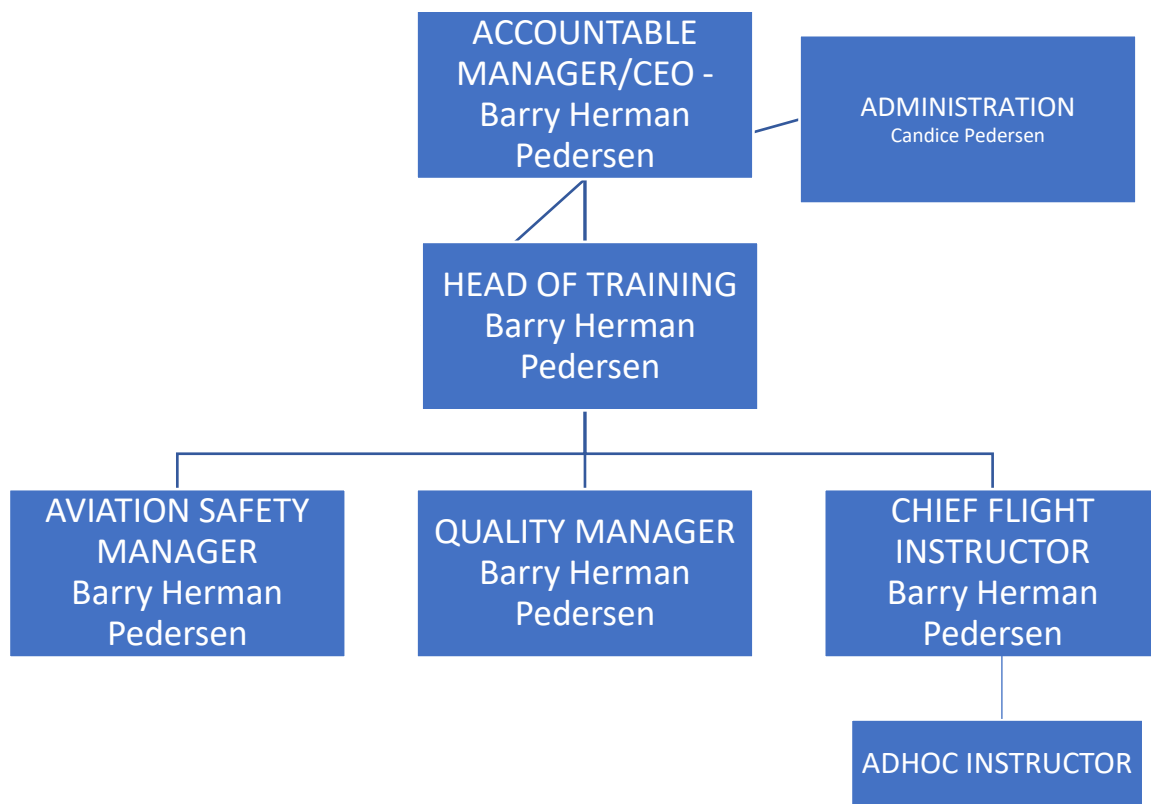 ACCOUNTABLE
MANAGER/CEO -
Barry Herman
Pedersen
ADMINISTRATION
Candice Pedersen
HEAD OF TRAINING
Barry Herman
Pedersen
AVIATION SAFETY
MANAGER
Barry Herman
Pedersen
QUALITY MANAGER
Barry Herman
Pedersen
CHIEF FLIGHT
INSTRUCTOR
Barry Herman
Pedersen
ADHOC INSTRUCTOR